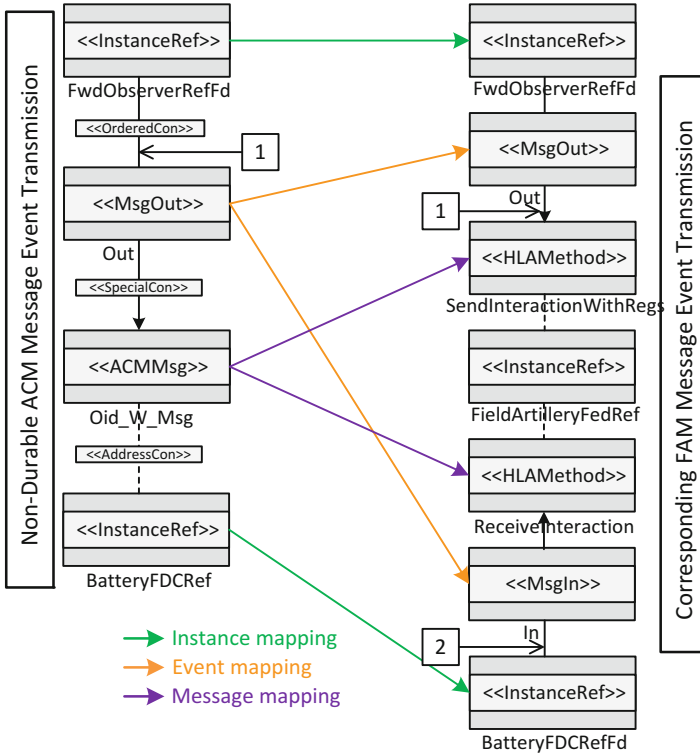 Non-Durable ACM Message Event Transmission
<<InstanceRef>>
FwdObserverRefFd
<<OrderedCon>>
1
<<MsgOut>>
Out
<<SpecialCon>>
<<ACMMsg>>
Oid_W_Msg
<<AddressCon>>
<<InstanceRef>>
BatteryFDCRef
Instance mapping
Event mapping
Message mapping
<<InstanceRef>>
FwdObserverRefFd
<<MsgOut>>
Out
1
<<HLAMethod>>
SendInteractionWithRegs
<<InstanceRef>>
FieldArtilleryFedRef
<<HLAMethod>>
ReceiveInteraction
<<MsgIn>>
In
2
<<InstanceRef>>
BatteryFDCRefFd
Corresponding FAM Message Event Transmission